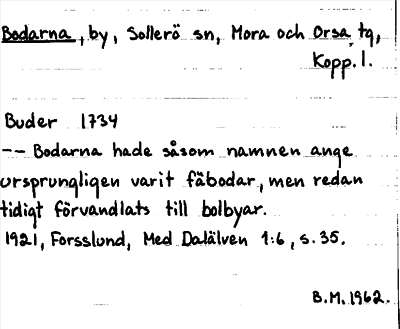 Bodarna, by, Sollerö sn, Mora och Orsa tg,
Kopp. l.
Buder 1734
-- Bodarna hade såsom namnen ange
ursprungligen varit fäbodar, men redan
tidigt förvandlats till bolbyar.
1921, Forsslund, Med Dalälven 1:6, s. 35.
B.M. 1962.